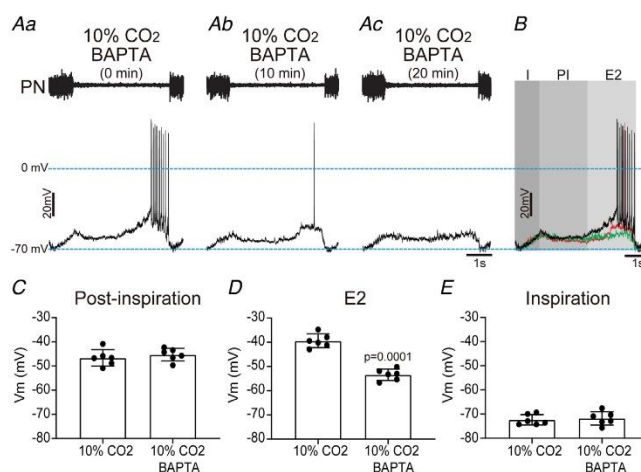 Aa Ab Ac B
10% CO2 10% CO2 10% CO2
BAPTA BAPTA BAPTA
(0 min) (10 min) (20 min)
I PI E2
PN
0 mV
20mV 20mV
-70 mV
1s 1s
C Post-inspiration D E2 E Inspiration
Vm (mV) Vm (mV) Vm (mV)
-30 -30 -30
-40 -40 -40
p=0.0001
-50 -50 -50
-60 -60 -60
-70 -70 -70
-80 -80 -80
10% CO2 10% CO2 10% CO2 10% CO2 10% CO2 10% CO2
BAPTA BAPTA BAPTA